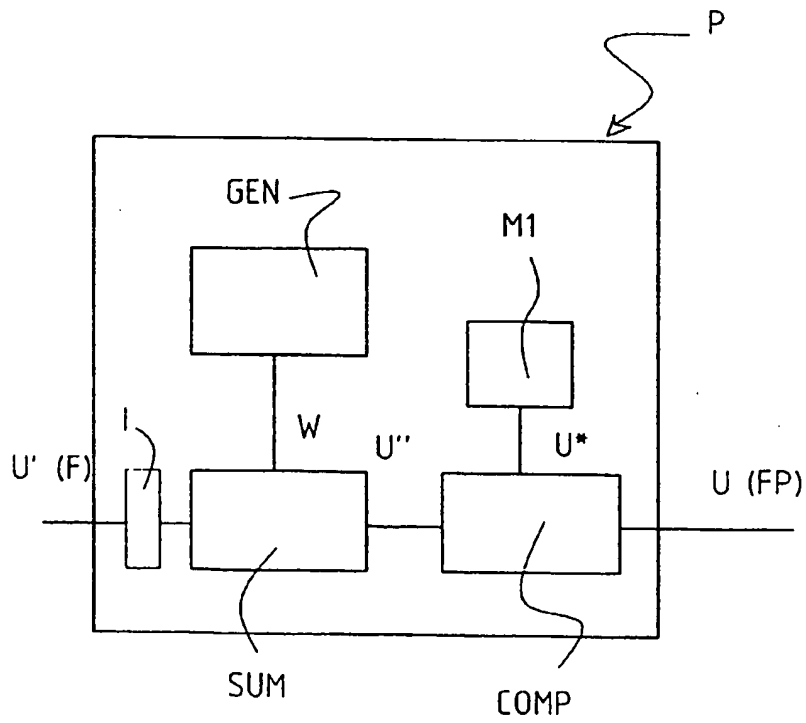 P
GEN
M1
I
W
U''
U*
U' (F)
U (FP)
SUM
COMP